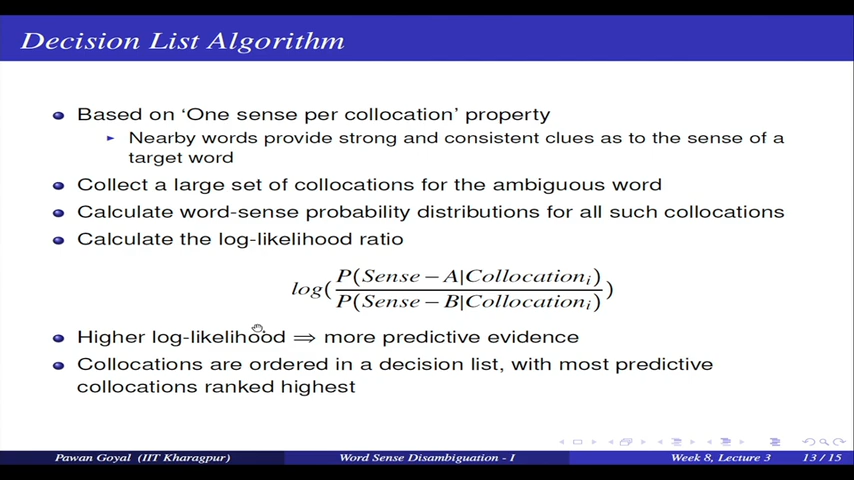 Decision List Algorithm
Based on 'One sense per collocation' property
Nearby words provide strong and consistent clues as to the sense of a
target word
Collect a large set of collocations for the ambiguous word
Calculate word-sense probability distributions for all such collocations
Calculate the log-likelihood ratio
log(P(Sense−A|Collocation_i)/P(Sense−B|Collocation_i))
Higher log-likelihood ⟹ more predictive evidence
Collocations are ordered in a decision list, with most predictive
collocations ranked highest
Pawan Goyal (IIT Kharagpur) Word Sense Disambiguation - I Week 8, Lecture 3 13 / 15